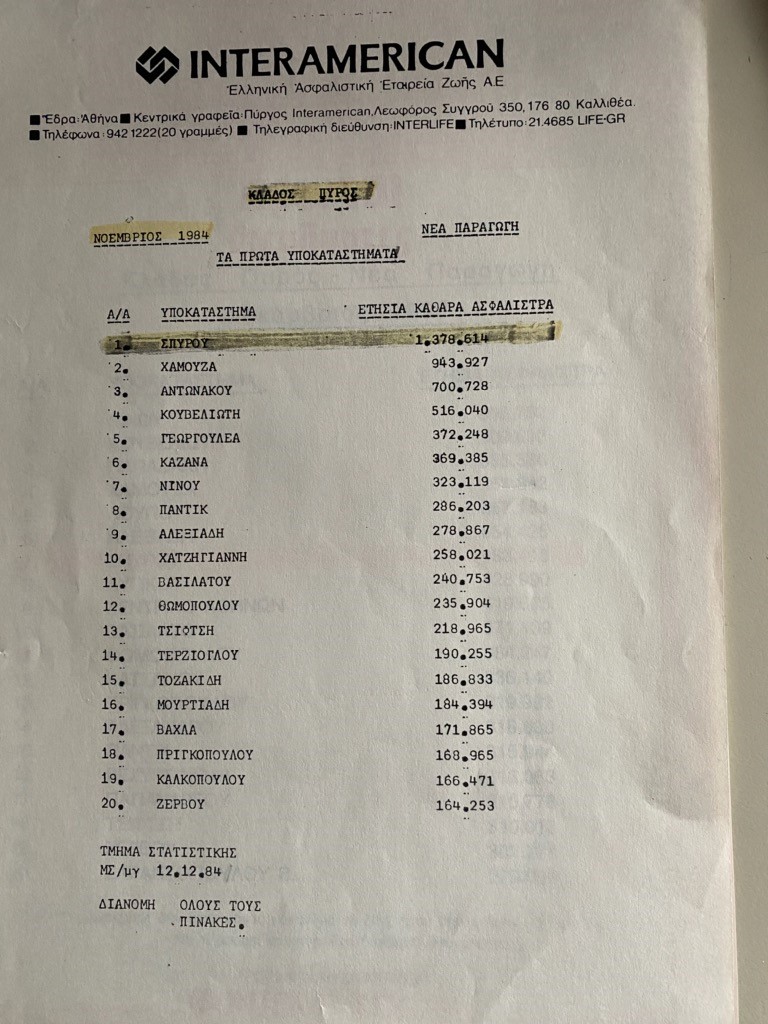 INTERAMERICAN
Ἑλληνική Ἀσφαλιστική Ἑταιρεία Ζωῆς Α.Ε
■ Ἕδρα: Ἀθήνα ■ Κεντρικά γραφεῖα: Πύργος Interamerican, Λεωφόρος Συγγροῦ 350, 176 80 Καλλιθέα.
■ Τηλέφωνα: 942 1222 (20 γραμμές) ■ Τηλεγραφική διεύθυνση: INTERLIFE ■ Τηλέτυπο: 21.4685 LIFE-GR
ΚΛΑΔΟΣ ΠΥΡΟΣ
ΝΟΕΜΒΡΙΟΣ 1984 ΝΕΑ ΠΑΡΑΓΩΓΗ
ΤΑ ΠΡΩΤΑ ΥΠΟΚΑΤΑΣΤΗΜΑΤΑ
Α/Α ΥΠΟΚΑΤΑΣΤΗΜΑ ΕΤΗΣΙΑ ΚΑΘΑΡΑ ΑΣΦΑΛΙΣΤΡΑ
1. ΣΠΥΡΟΥ 1.378.614
2. ΧΑΜΟΥΖΑ 943.927
3. ΑΝΤΩΝΑΚΟΥ 700.728
4. ΚΟΥΒΕΛΙΩΤΗ 516.040
5. ΓΕΩΡΓΟΥΛΕΑ 372.248
6. ΚΑΖΑΝΑ 369.385
7. ΝΙΝΟΥ 323.119
8. ΠΑΝΤΙΚ 286.203
9. ΑΛΕΞΙΑΔΗ 278.867
10. ΧΑΤΖΗΓΙΑΝΝΗ 258.021
11. ΒΑΣΙΛΑΤΟΥ 240.753
12. ΘΩΜΟΠΟΥΛΟΥ 235.904
13. ΤΣΙΦΤΣΗ 218.965
14. ΤΕΡΖΙΟΓΛΟΥ 190.255
15. ΤΟΖΑΚΙΔΗ 186.833
16. ΜΟΥΡΤΙΑΔΗ 184.394
17. ΒΑΧΛΑ 171.865
18. ΠΡΙΓΚΟΠΟΥΛΟΥ 168.965
19. ΚΑΛΚΟΠΟΥΛΟΥ 166.471
20. ΖΕΡΒΟΥ 164.253
ΤΜΗΜΑ ΣΤΑΤΙΣΤΙΚΗΣ
ΜΣ/μγ 12.12.84
ΔΙΑΝΟΜΗ ΟΛΟΥΣ ΤΟΥΣ
ΠΙΝΑΚΕΣ.